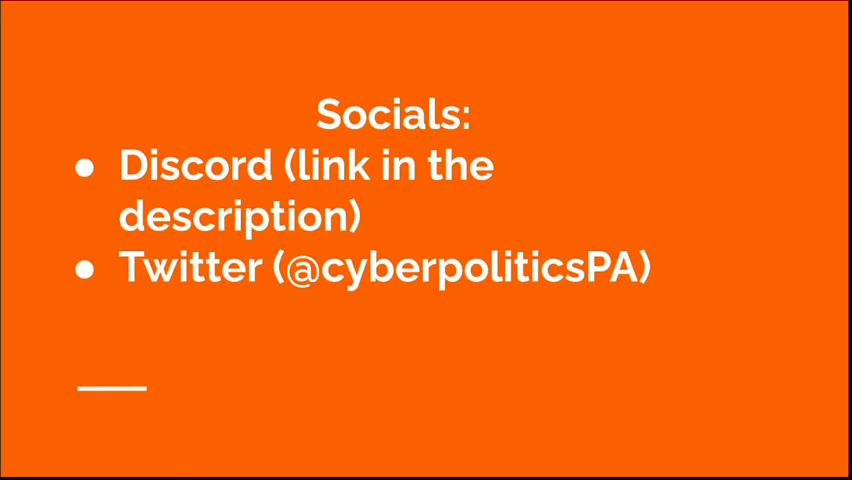 Socials:
● Discord (link in the
description)
● Twitter (@cyberpoliticsPA)